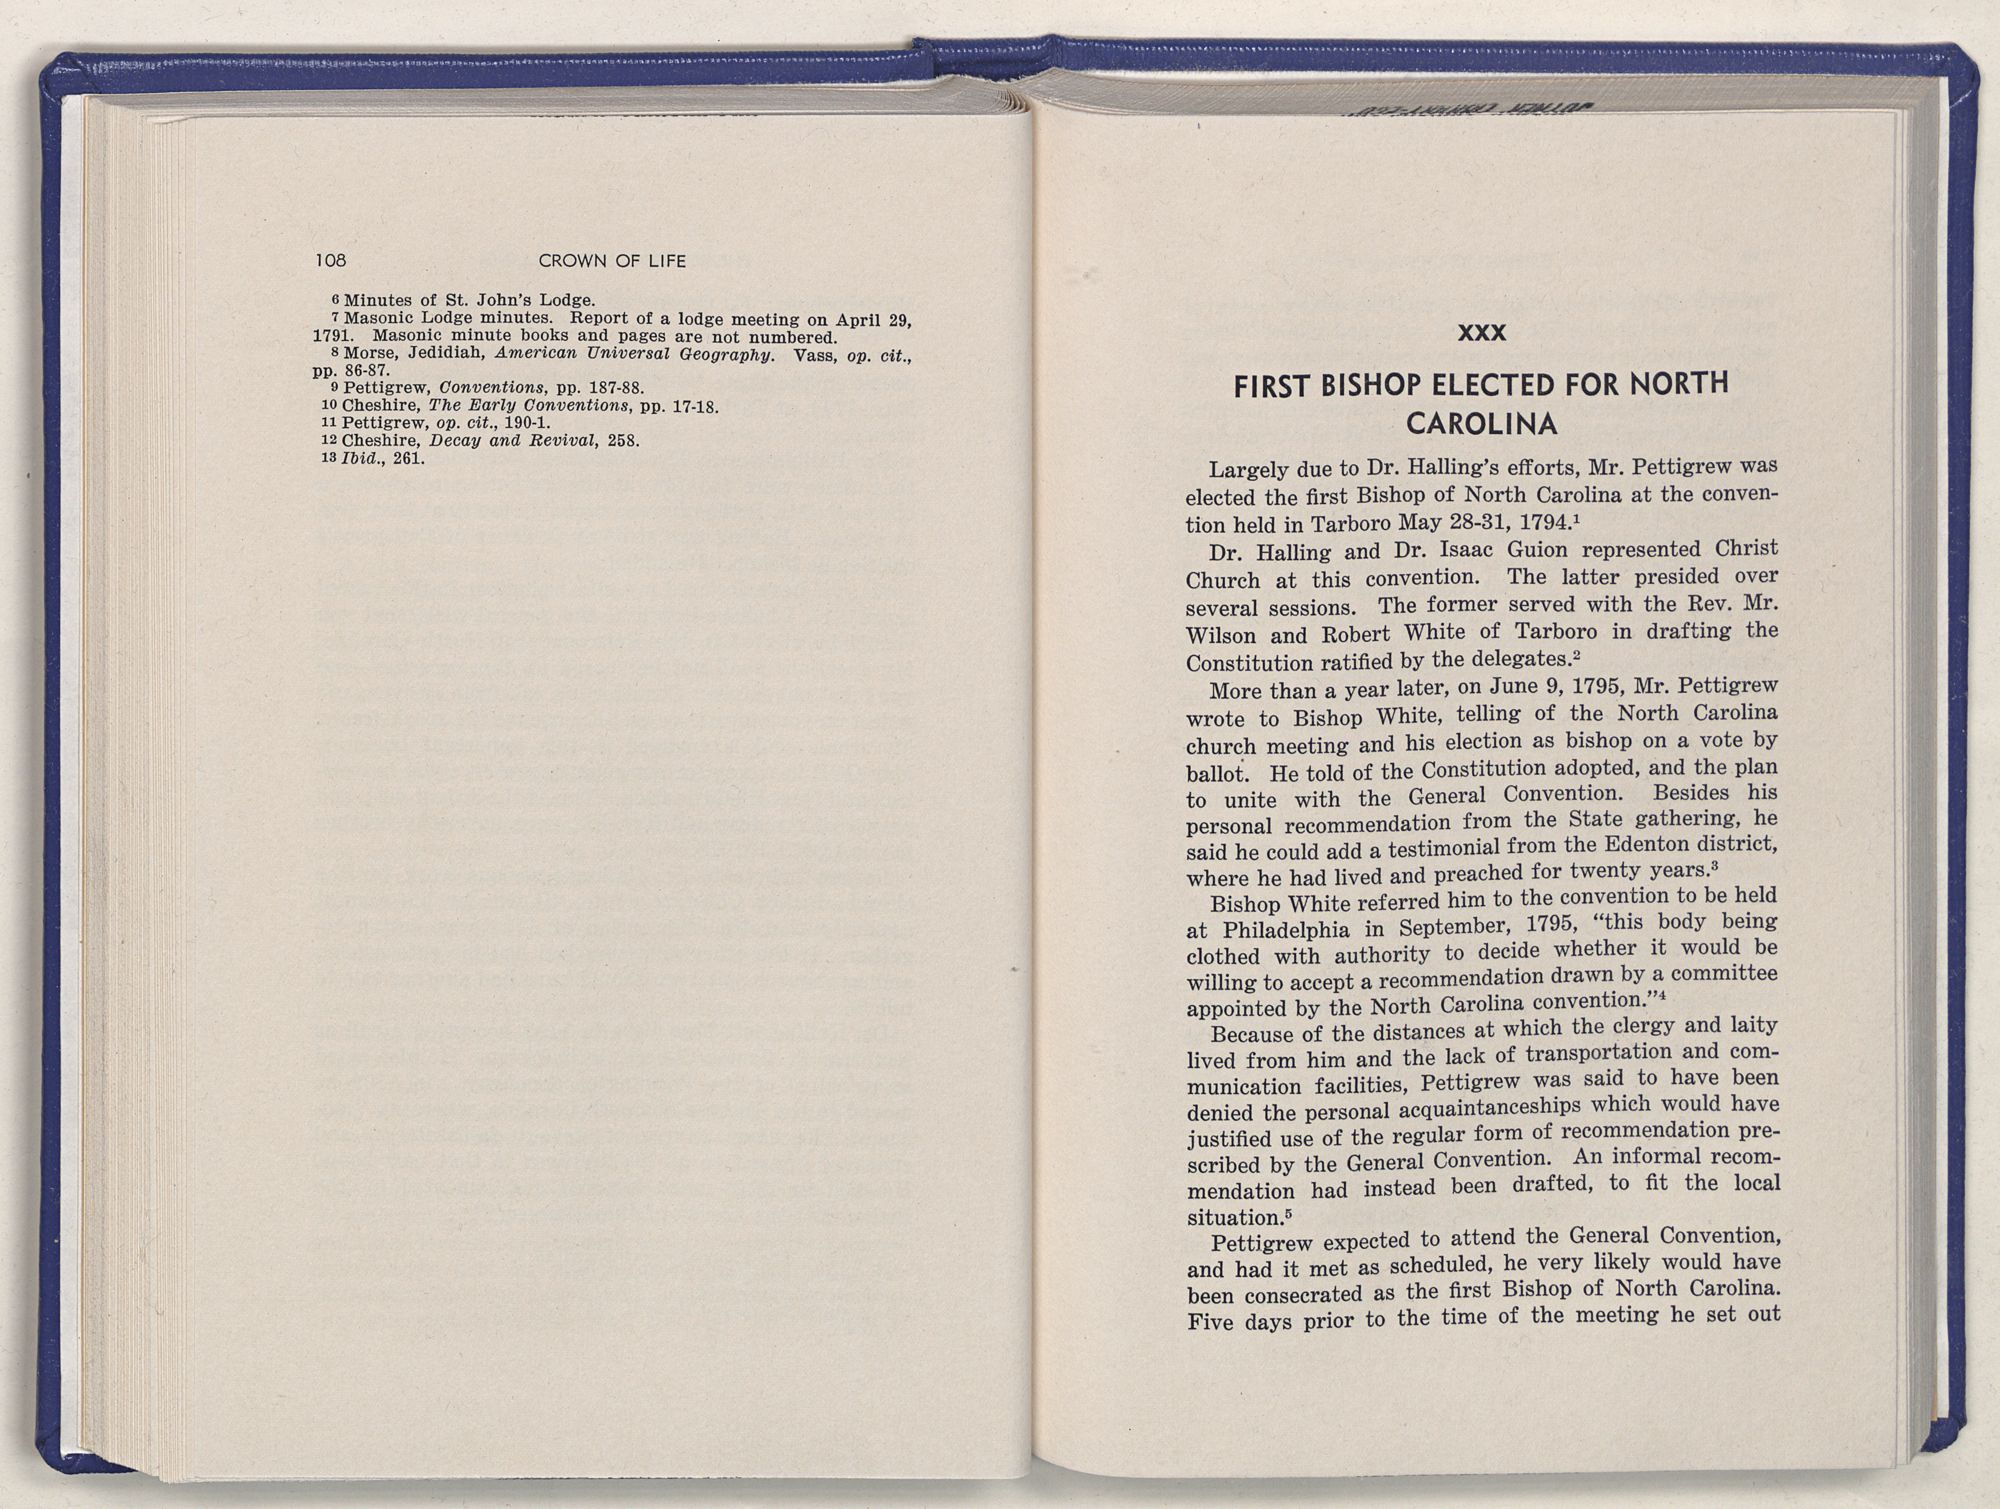 108 CROWN OF LIFE
6 Minutes of St. John's Lodge.
7 Masonic Lodge minutes. Report of a lodge meeting on April 29,
1791. Masonic minute books and pages are not numbered.
8 Morse, Jedidiah, American Universal Geography. Vass, op. cit.,
pp. 86-87.
9 Pettigrew, Conventions, pp. 187-88.
10 Cheshire, The Early Conventions, pp. 17-18.
11 Pettigrew, op. cit., 190-1.
12 Cheshire, Decay and Revival, 258.
13 Ibid., 261.
XXX
FIRST BISHOP ELECTED FOR NORTH
CAROLINA
Largely due to Dr. Halling's efforts, Mr. Pettigrew was
elected the first Bishop of North Carolina at the conven-
tion held in Tarboro May 28-31, 1794.¹
Dr. Halling and Dr. Isaac Guion represented Christ
Church at this convention. The latter presided over
several sessions. The former served with the Rev. Mr.
Wilson and Robert White of Tarboro in drafting the
Constitution ratified by the delegates.²
More than a year later, on June 9, 1795, Mr. Pettigrew
wrote to Bishop White, telling of the North Carolina
church meeting and his election as bishop on a vote by
ballot. He told of the Constitution adopted, and the plan
to unite with the General Convention. Besides his
personal recommendation from the State gathering, he
said he could add a testimonial from the Edenton district,
where he had lived and preached for twenty years.³
Bishop White referred him to the convention to be held
at Philadelphia in September, 1795, "this body being
clothed with authority to decide whether it would be
willing to accept a recommendation drawn by a committee
appointed by the North Carolina convention."⁴
Because of the distances at which the clergy and laity
lived from him and the lack of transportation and com-
munication facilities, Pettigrew was said to have been
denied the personal acquaintanceships which would have
justified use of the regular form of recommendation pre-
scribed by the General Convention. An informal recom-
mendation had instead been drafted, to fit the local
situation.⁵
Pettigrew expected to attend the General Convention,
and had it met as scheduled, he very likely would have
been consecrated as the first Bishop of North Carolina.
Five days prior to the time of the meeting he set out